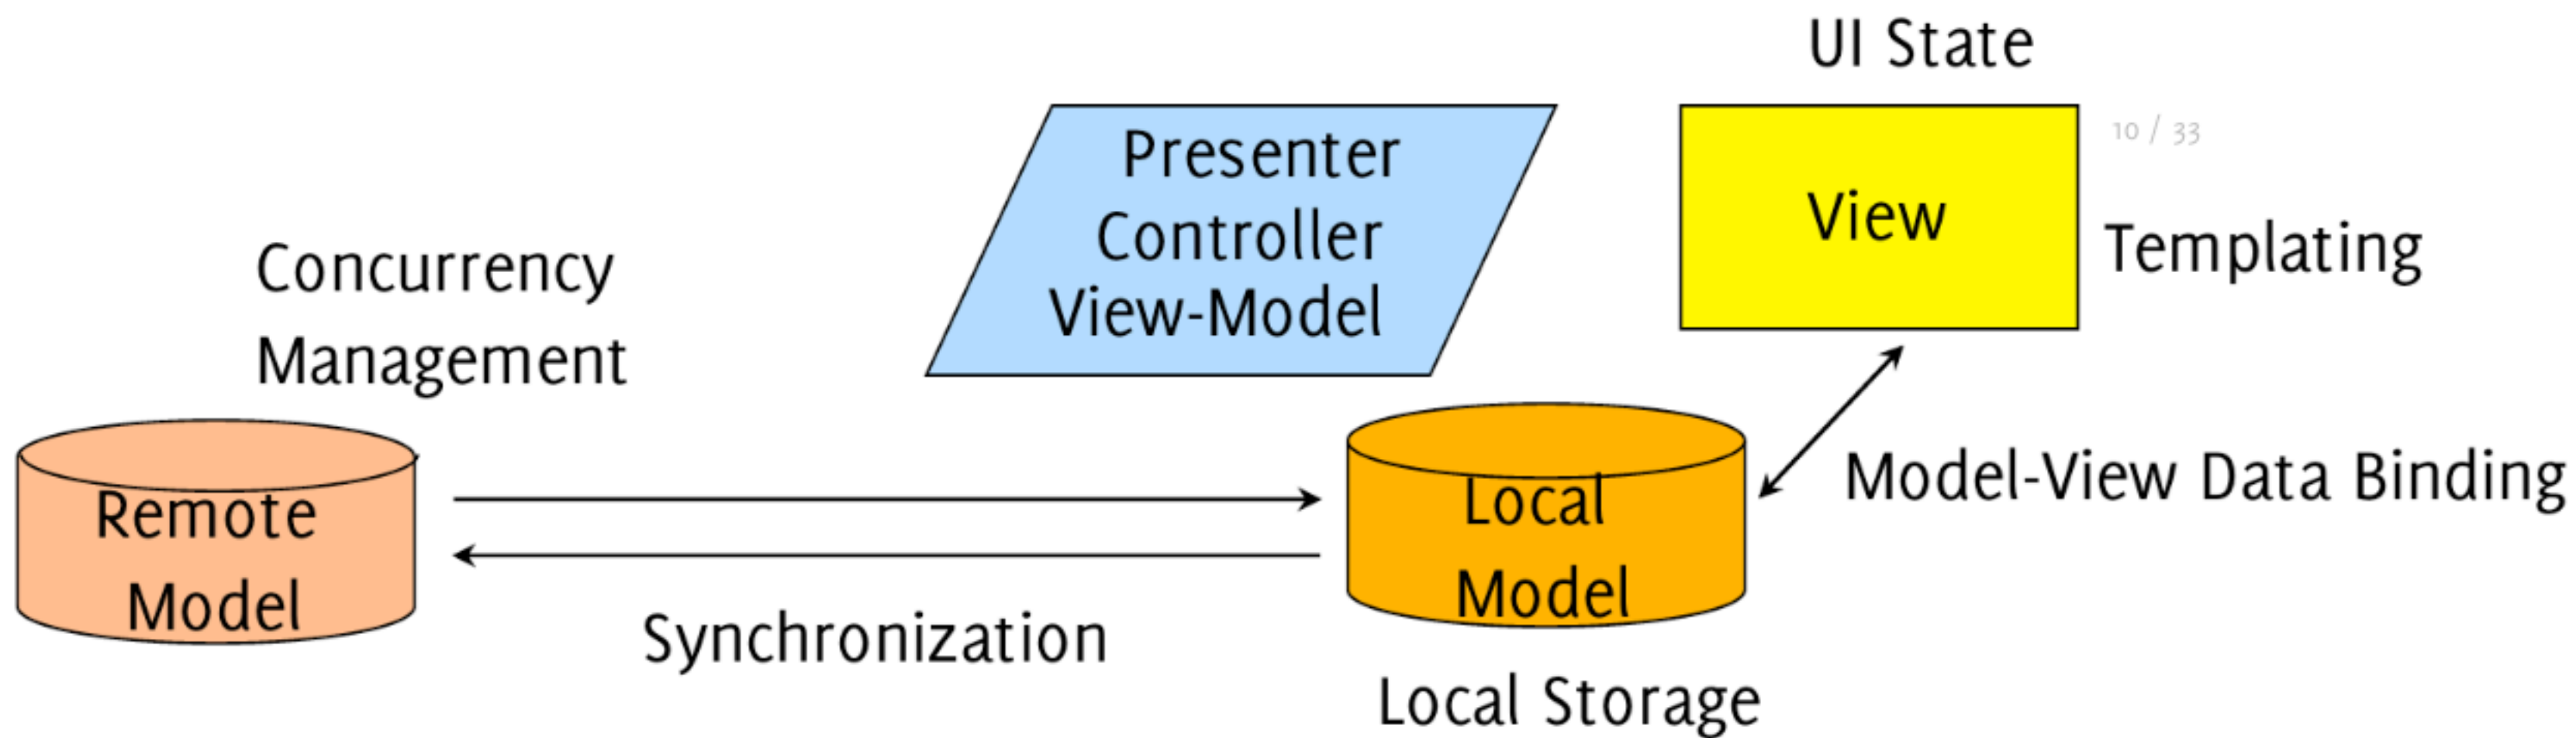 UI State
Presenter
Controller
View-Model
View
10 / 33
Templating
Concurrency
Management
Remote
Model
Synchronization
Local
Model
Local Storage
Model-View Data Binding